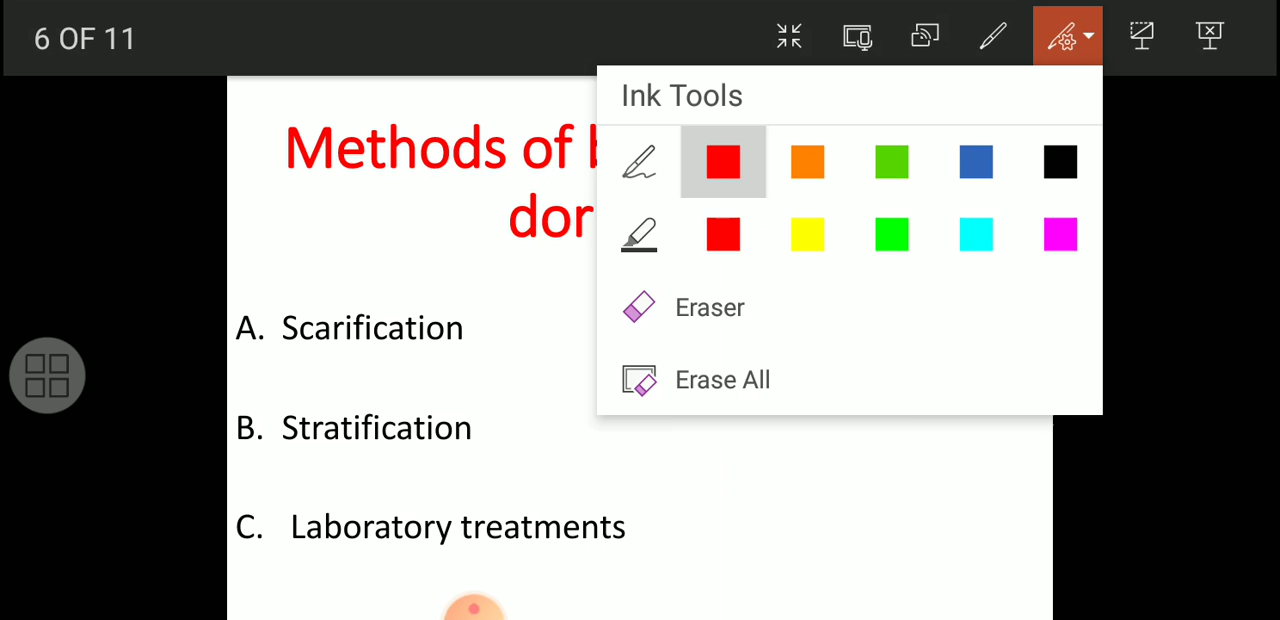 6 OF 11
Ink Tools
Methods of
dor
Eraser
Erase All
A. Scarification
B. Stratification
C. Laboratory treatments